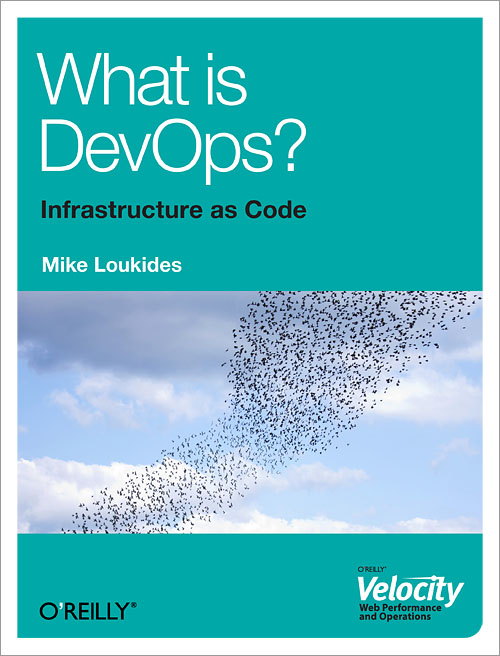 What is
DevOps?
Infrastructure as Code
Mike Loukides
O'REILLY®
O'REILLY®
Velocity
Web Performance
and Operations